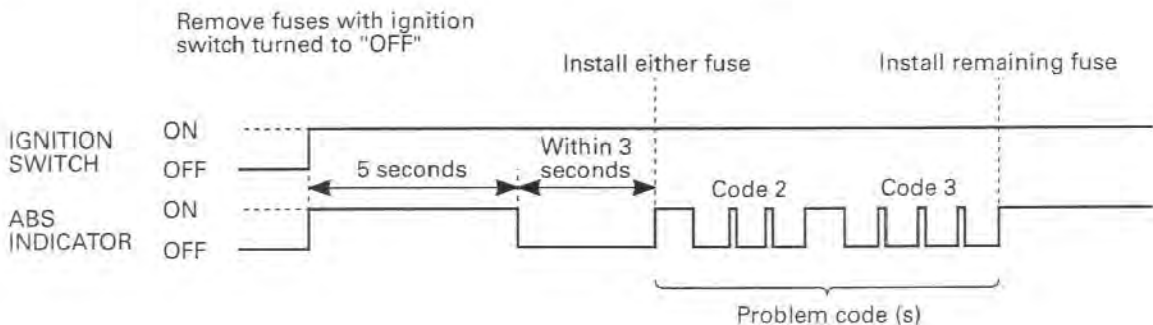 Remove fuses with ignition
switch turned to "OFF"
Install either fuse
Install remaining fuse
IGNITION
SWITCH
ON
OFF
5 seconds
Within 3
seconds
Code 2
Code 3
ABS
INDICATOR
ON
OFF
Problem code (s)